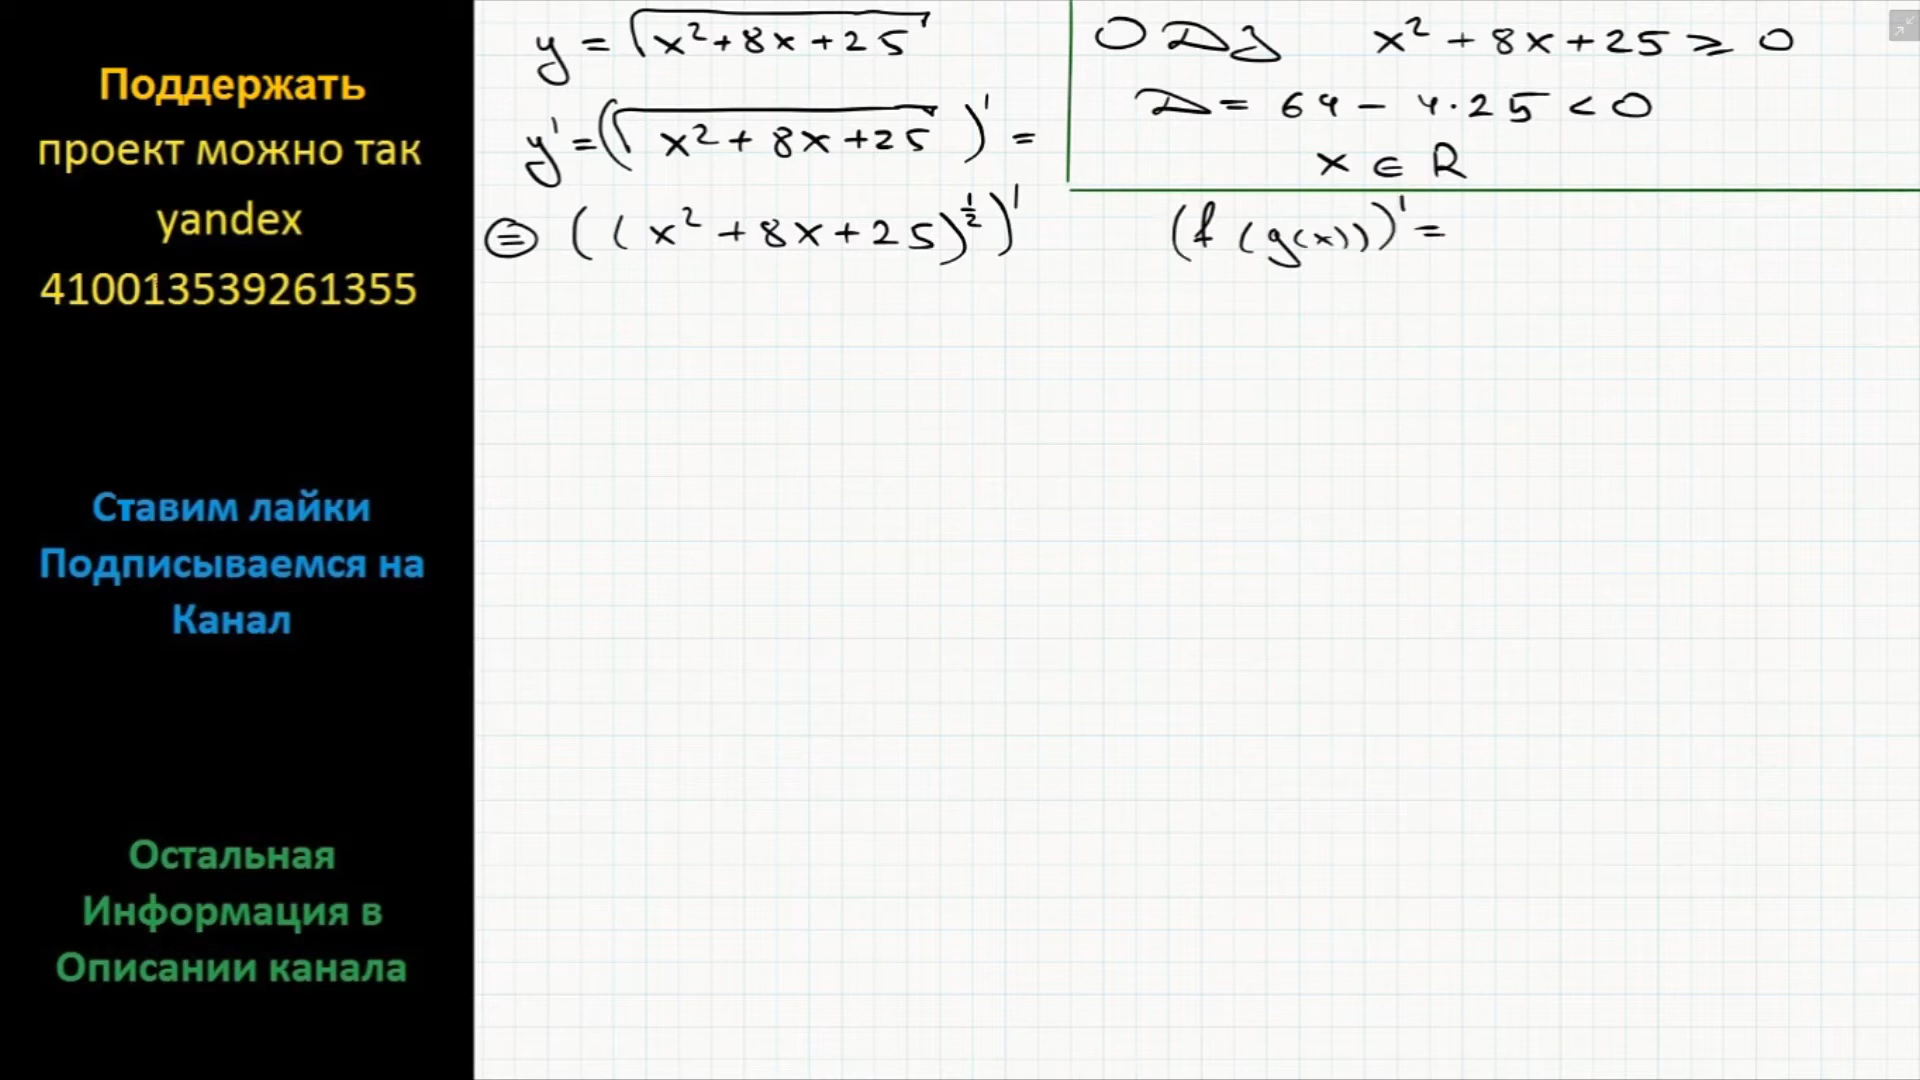 Поддержать
проект можно так
yandex
410013539261355
Ставим лайки
Подписываемся на
Канал
Остальная
Информация в
Описании канала
y = √(x²+8x+25)
y' = (√(x²+8x+25))' =
⊜ ((x²+8x+25)^½)'
ОДЗ x²+8x+25 ⩾ 0
D = 64 − 4·25 < 0
x ∈ R
(f(g(x)))' =